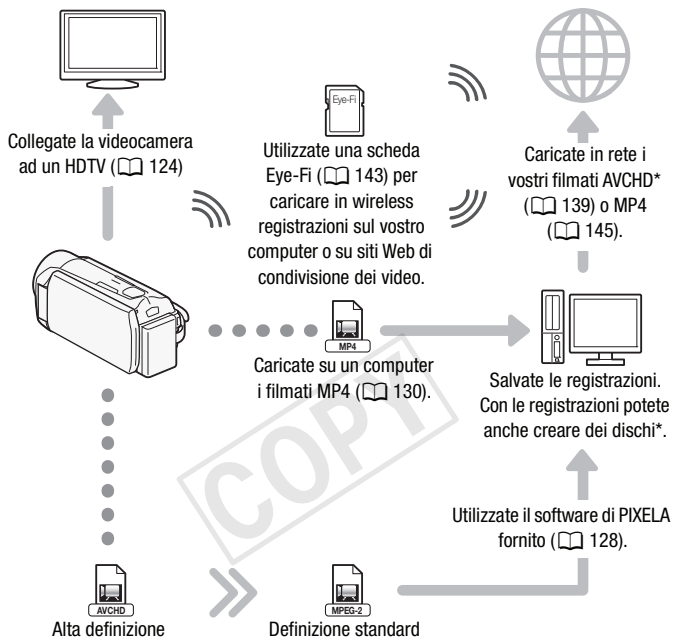 Collegate la videocamera
ad un HDTV (📖 124)
Eye-Fi
Utilizzate una scheda
Eye-Fi (📖 143) per
caricare in wireless
registrazioni sul vostro
computer o su siti Web di
condivisione dei video.
Caricate in rete i
vostri filmati AVCHD*
(📖 139) o MP4
(📖 145).
MP4
Caricate su un computer
i filmati MP4 (📖 130).
Salvate le registrazioni.
Con le registrazioni potete
anche creare dei dischi*.
COPY
Utilizzate il software di PIXELA
fornito (📖 128).
AVCHD
Alta definizione
MPEG-2
Definizione standard